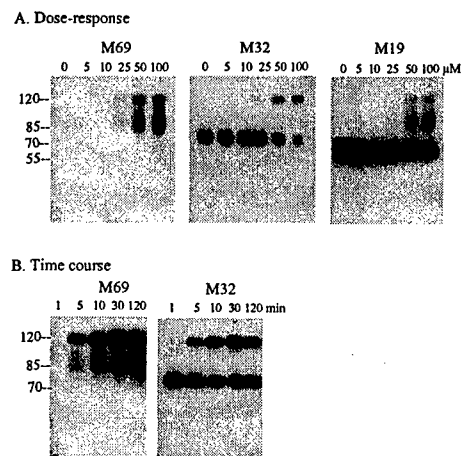 A. Dose-response
M69 M32 M19
0 5 10 25 50 100 0 5 10 25 50 100 0 5 10 25 50 100 µM
120--
85--
70--
55--
B. Time course
M69 M32
1 5 10 30 120 1 5 10 30 120 min
120--
85--
70--